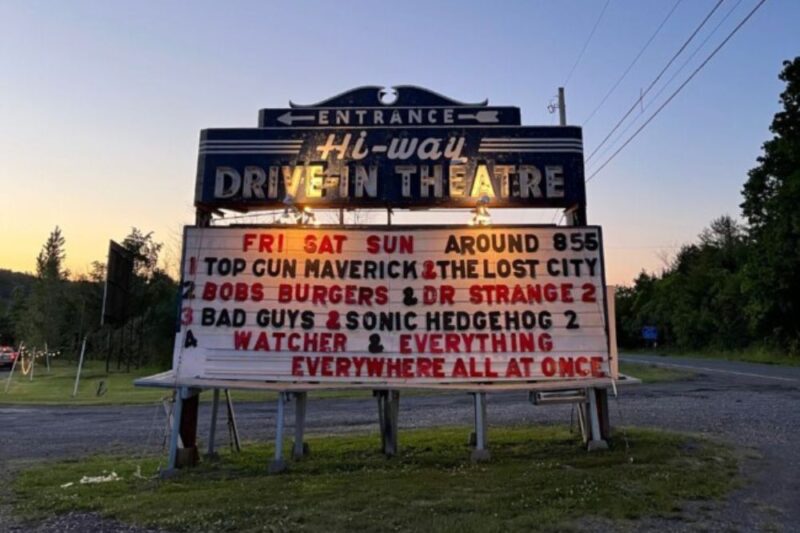 ENTRANCE
Hi-way
DRIVE-IN THEATRE
FRI SAT SUN AROUND 855
1 TOP GUN MAVERICK & THE LOST CITY
2 BOBS BURGERS & DR STRANGE 2
3 BAD GUYS & SONIC HEDGEHOG 2
4 WATCHER & EVERYTHING
EVERYWHERE ALL AT ONCE